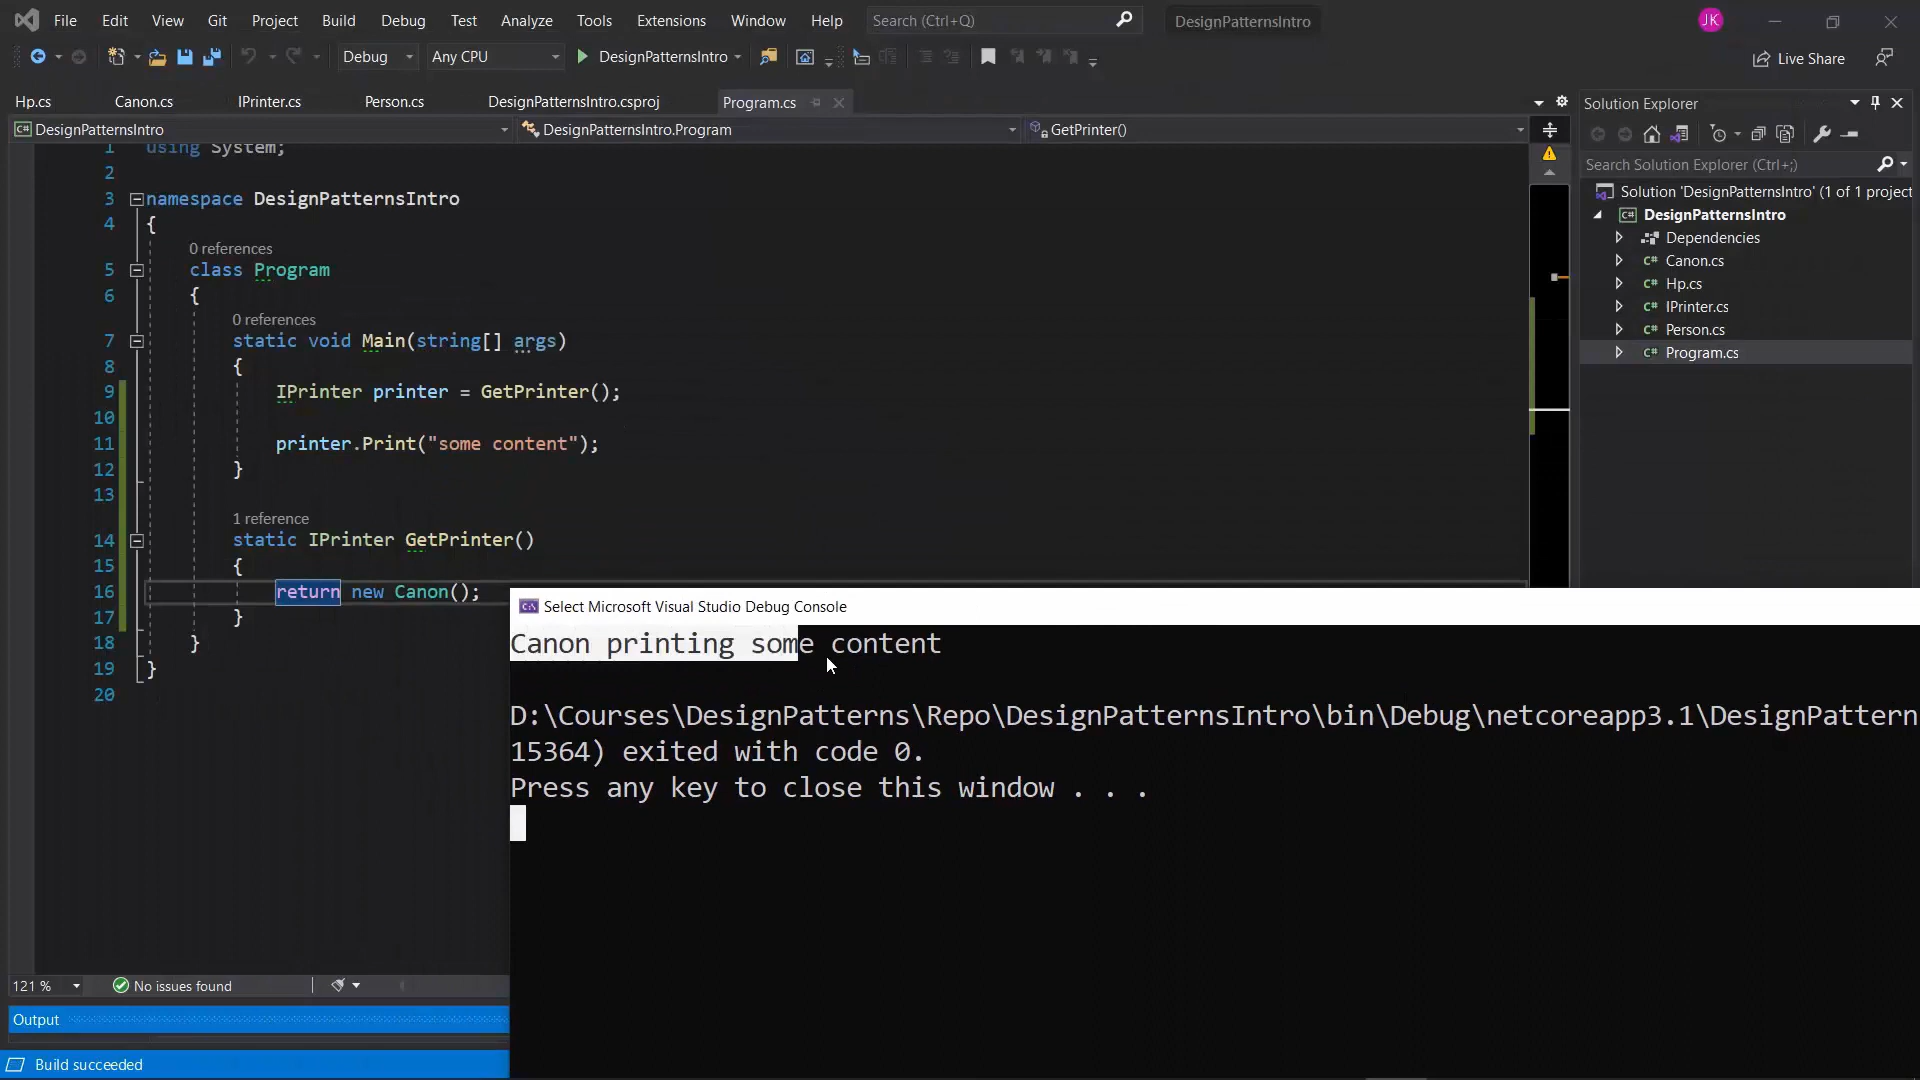 File Edit View Git Project Build Debug Test Analyze Tools Extensions Window Help Search (Ctrl+Q) DesignPatternsIntro JK
Debug Any CPU DesignPatternsIntro Live Share
Hp.cs Canon.cs IPrinter.cs Person.cs DesignPatternsIntro.csproj Program.cs
DesignPatternsIntro DesignPatternsIntro.Program GetPrinter()
1 using System;
2
3 namespace DesignPatternsIntro
4 {
0 references
5 class Program
6 {
0 references
7 static void Main(string[] args)
8 {
9 IPrinter printer = GetPrinter();
10
11 printer.Print("some content");
12 }
13
1 reference
14 static IPrinter GetPrinter()
15 {
16 return new Canon();
17 }
18 }
19 }
20
121 % No issues found
Output
Build succeeded
Select Microsoft Visual Studio Debug Console
Canon printing some content
D:\Courses\DesignPatterns\Repo\DesignPatternsIntro\bin\Debug\netcoreapp3.1\DesignPattern
15364) exited with code 0.
Press any key to close this window . . .
Solution Explorer
Search Solution Explorer (Ctrl+;)
Solution 'DesignPatternsIntro' (1 of 1 project
DesignPatternsIntro
Dependencies
C# Canon.cs
C# Hp.cs
C# IPrinter.cs
C# Person.cs
C# Program.cs